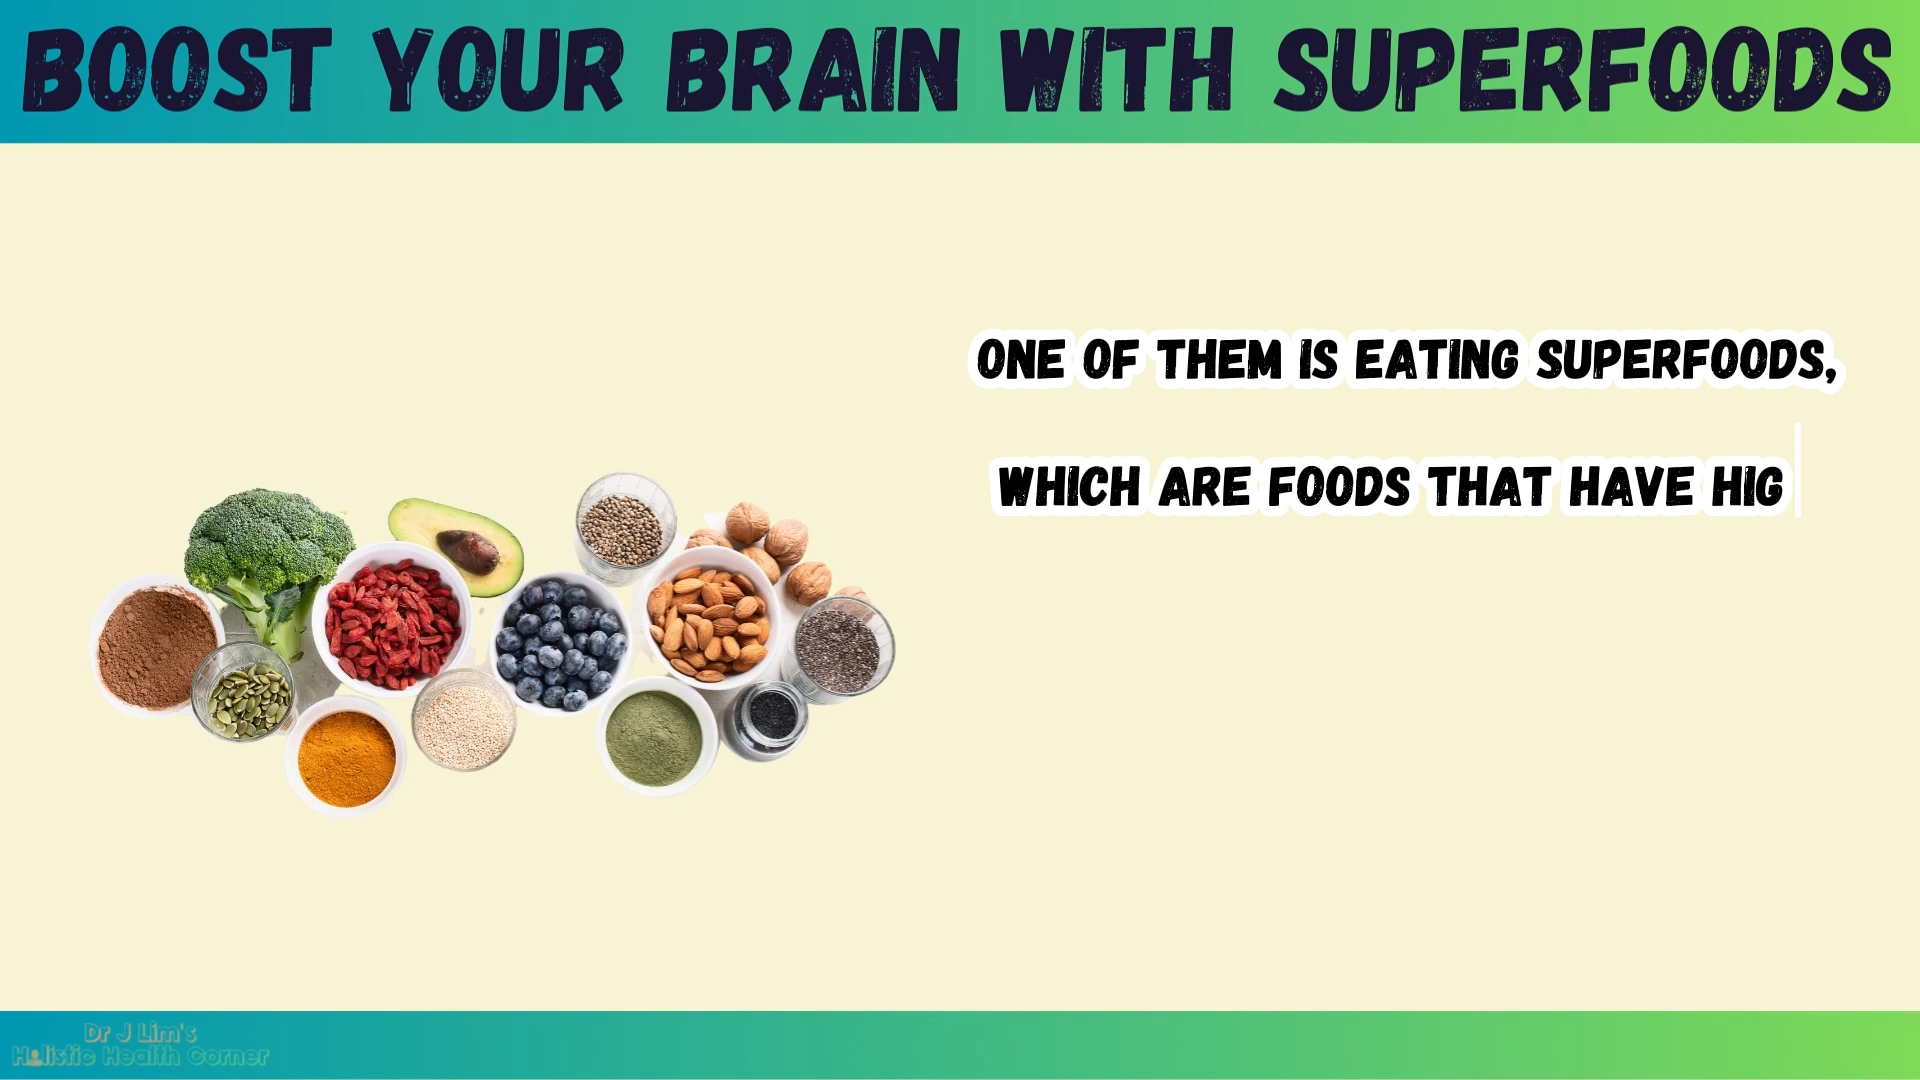 BOOST YOUR BRAIN WITH SUPERFOODS
ONE OF THEM IS EATING SUPERFOODS,
WHICH ARE FOODS THAT HAVE HIG
Dr J Lim's
Holistic Health Corner